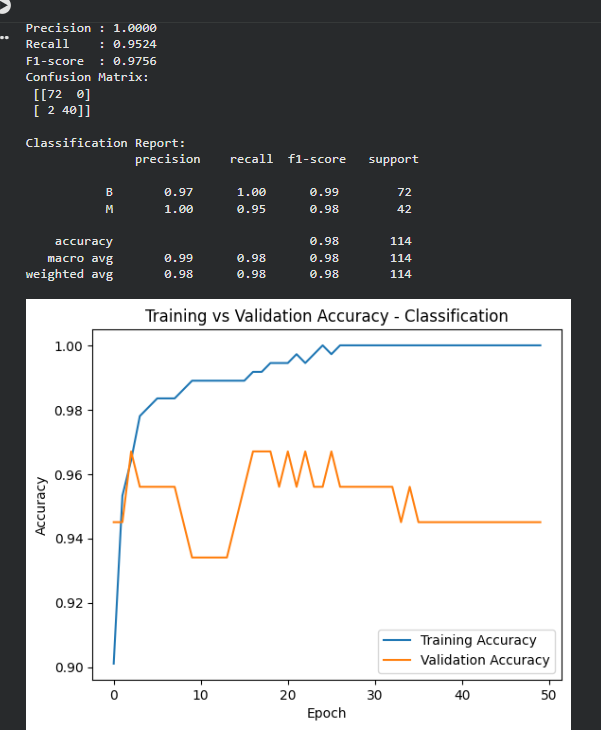 Precision : 1.0000
Recall    : 0.9524
F1-score  : 0.9756
Confusion Matrix:
 [[72  0]
 [ 2 40]]
Classification Report:
              precision    recall  f1-score   support
           B       0.97      1.00      0.99        72
           M       1.00      0.95      0.98        42
    accuracy                           0.98       114
   macro avg       0.99      0.98      0.98       114
weighted avg       0.98      0.98      0.98       114
Training vs Validation Accuracy - Classification
1.00
0.98
0.96
0.94
0.92
0.90
Accuracy
Training Accuracy
Validation Accuracy
0 10 20 30 40 50
Epoch